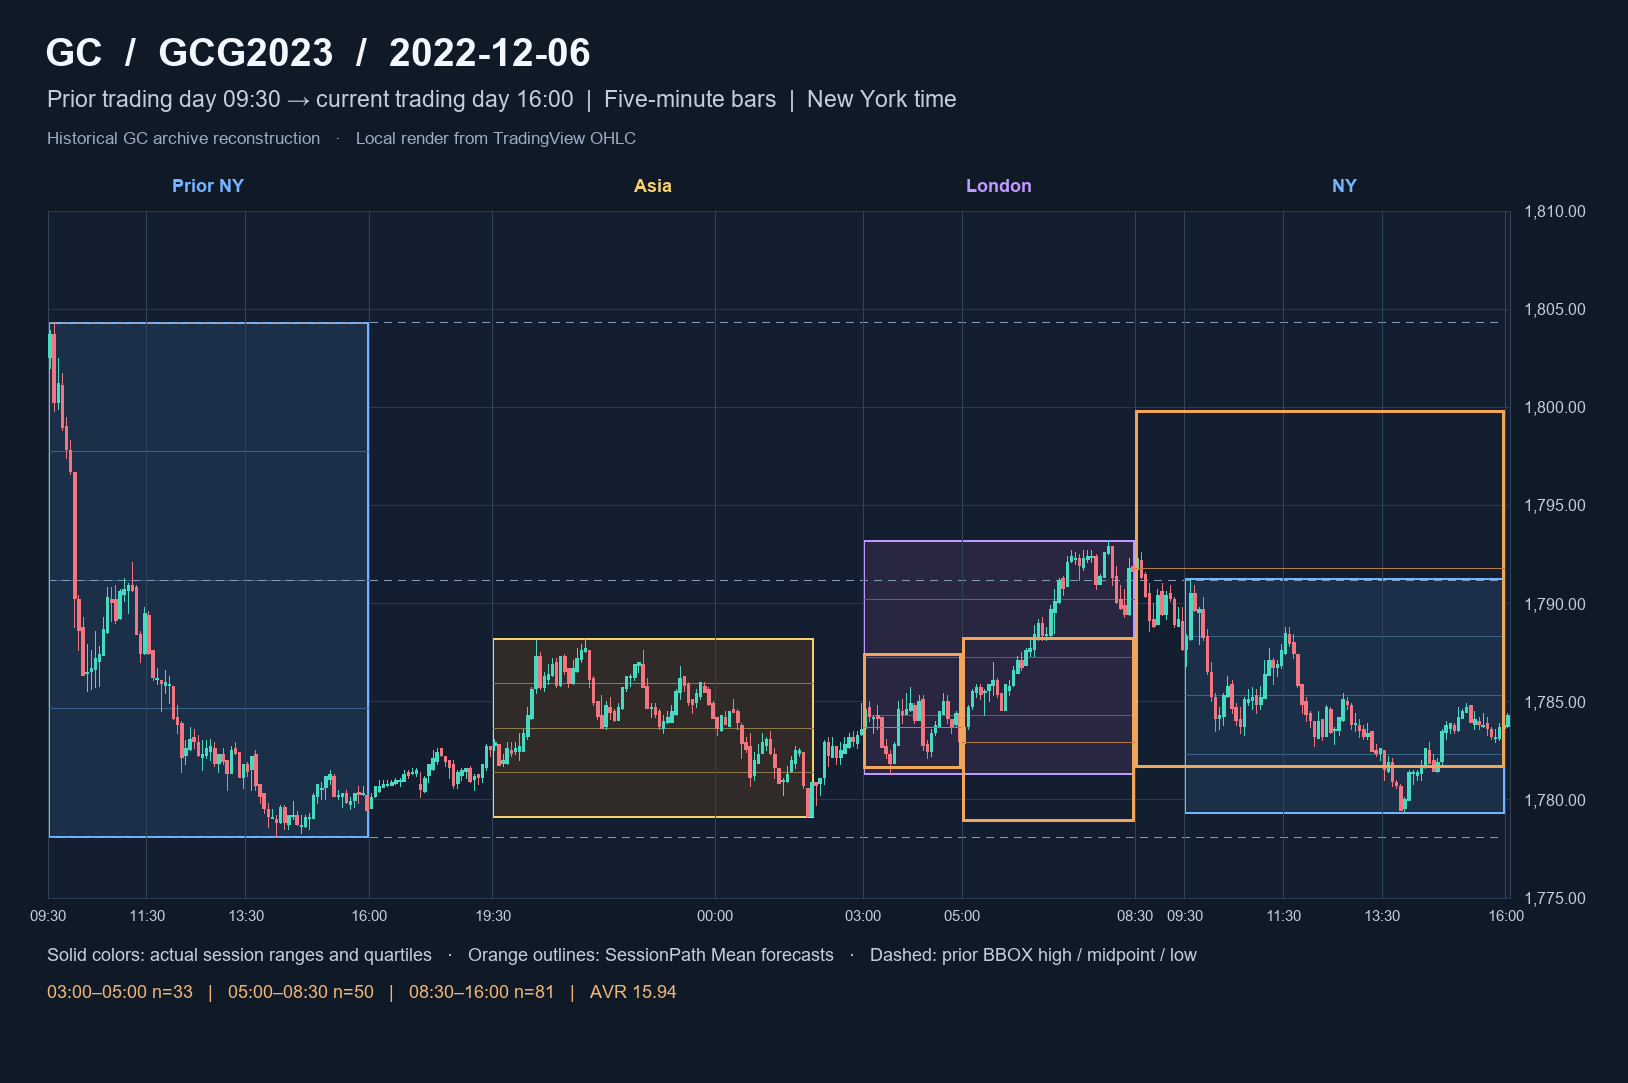 GC / GCG2023 / 2022-12-06
Prior trading day 09:30 → current trading day 16:00 | Five-minute bars | New York time
Historical GC archive reconstruction · Local render from TradingView OHLC
Prior NY Asia London NY
1,810.00
1,805.00
1,800.00
1,795.00
1,790.00
1,785.00
1,780.00
1,775.00
09:30 11:30 13:30 16:00 19:30 00:00 03:00 05:00 08:30 09:30 11:30 13:30 16:00
Solid colors: actual session ranges and quartiles · Orange outlines: SessionPath Mean forecasts · Dashed: prior BBOX high / midpoint / low
03:00–05:00 n=33 | 05:00–08:30 n=50 | 08:30–16:00 n=81 | AVR 15.94